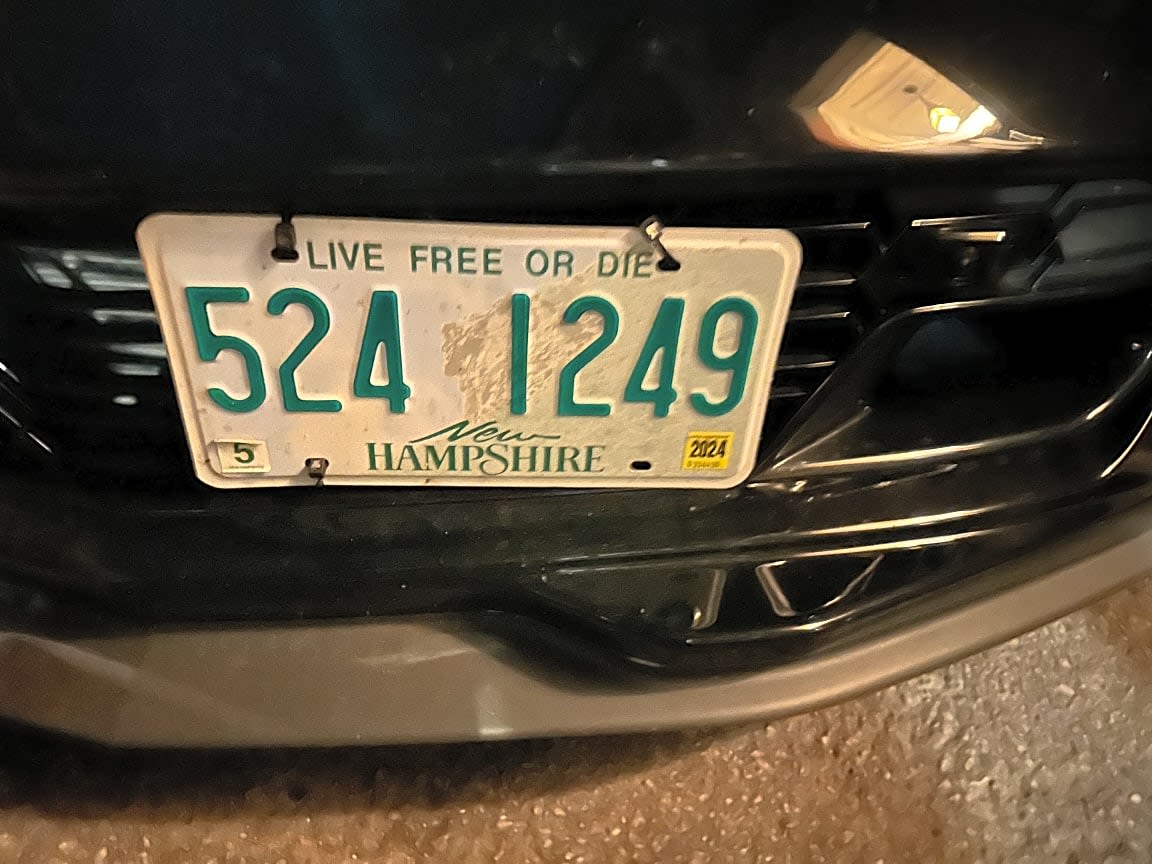 LIVE FREE OR DIE
524 1249
5
New
HAMPSHIRE
2024